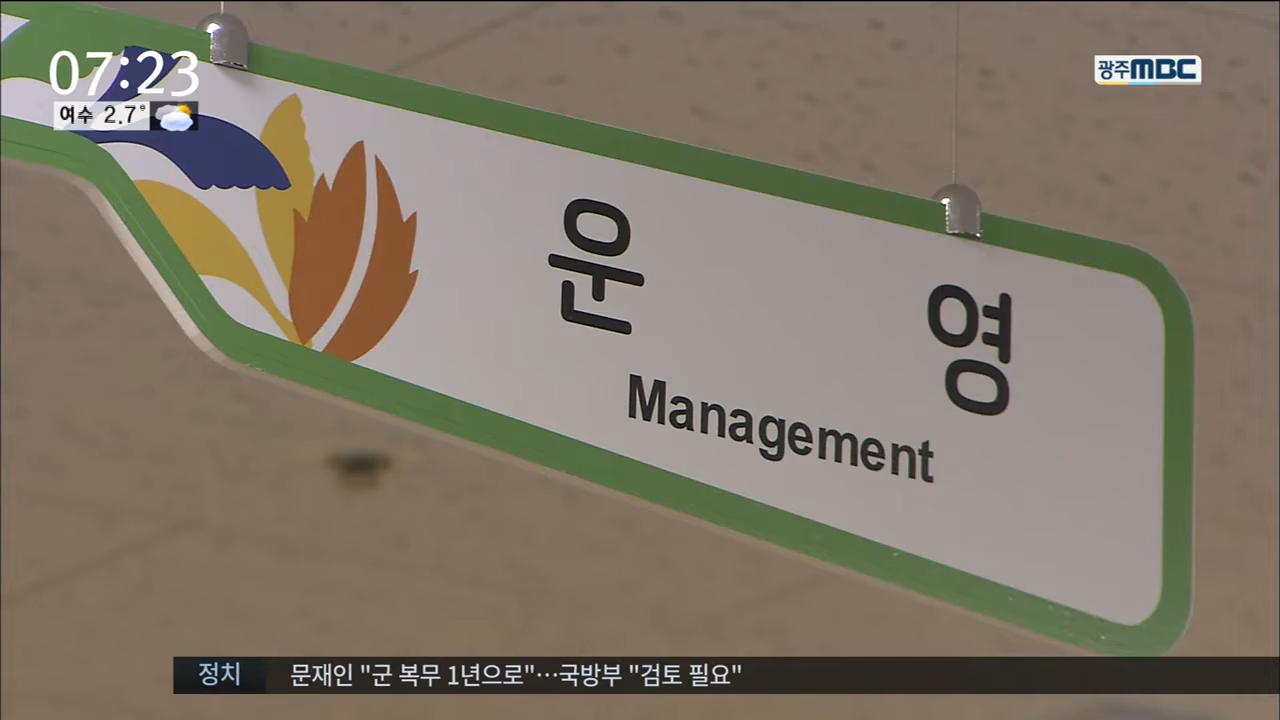 07:23
광주MBC
여수 2.7°
운 영
Management
정치 문재인 "군 복무 1년으로"…국방부 "검토 필요"